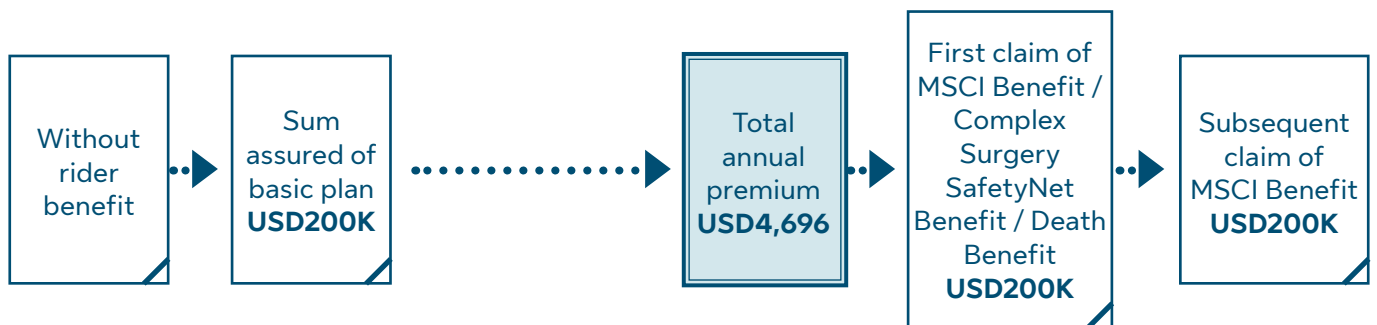 Without
rider
benefit
Sum
assured of
basic plan
USD200K
Total
annual
premium
USD4,696
First claim of
MSCI Benefit /
Complex
Surgery
SafetyNet
Benefit / Death
Benefit
USD200K
Subsequent
claim of
MSCI Benefit
USD200K